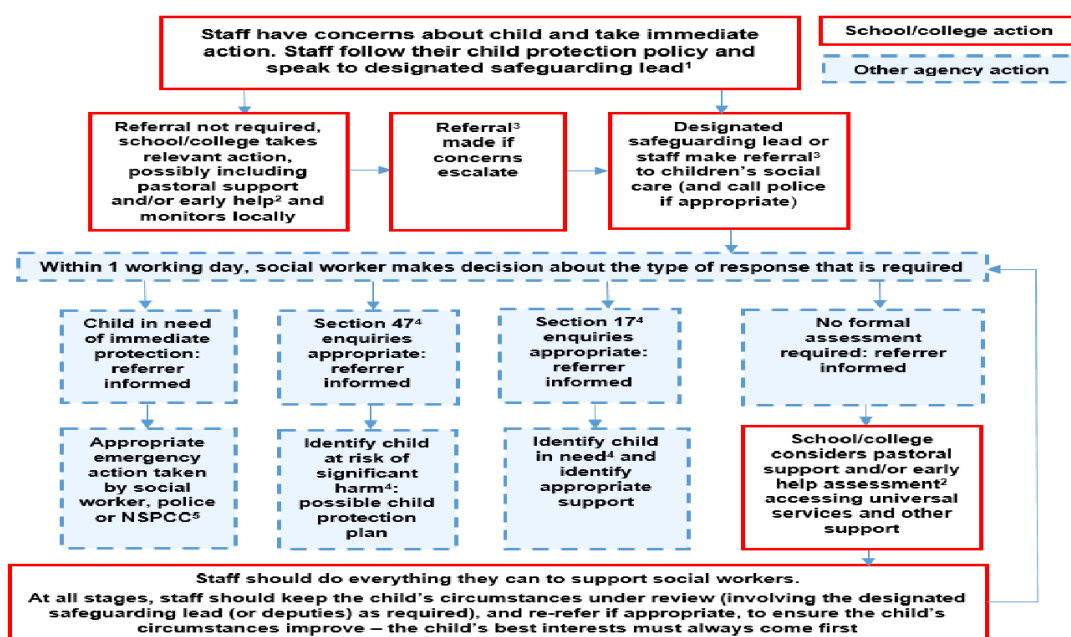 Staff have concerns about child and take immediate
action. Staff follow their child protection policy and
speak to designated safeguarding lead¹
School/college action
Other agency action
Referral not required,
school/college takes
relevant action,
possibly including
pastoral support
and/or early help² and
monitors locally
Referral³
made if
concerns
escalate
Designated
safeguarding lead or
staff make referral³
to children’s social
care (and call police
if appropriate)
Within 1 working day, social worker makes decision about the type of response that is required
Child in need
of immediate
protection:
referrer
informed
Section 47⁴
enquiries
appropriate:
referrer
informed
Section 17⁴
enquiries
appropriate:
referrer
informed
No formal
assessment
required: referrer
informed
Appropriate
emergency
action taken
by social
worker, police
or NSPCC⁵
Identify child
at risk of
significant
harm⁴:
possible child
protection
plan
Identify child
in need⁴ and
identify
appropriate
support
School/college
considers pastoral
support and/or early
help assessment²
accessing universal
services and other
support
Staff should do everything they can to support social workers.
At all stages, staff should keep the child’s circumstances under review (involving the designated
safeguarding lead (or deputies) as required), and re-refer if appropriate, to ensure the child’s
circumstances improve – the child’s best interests must always come first